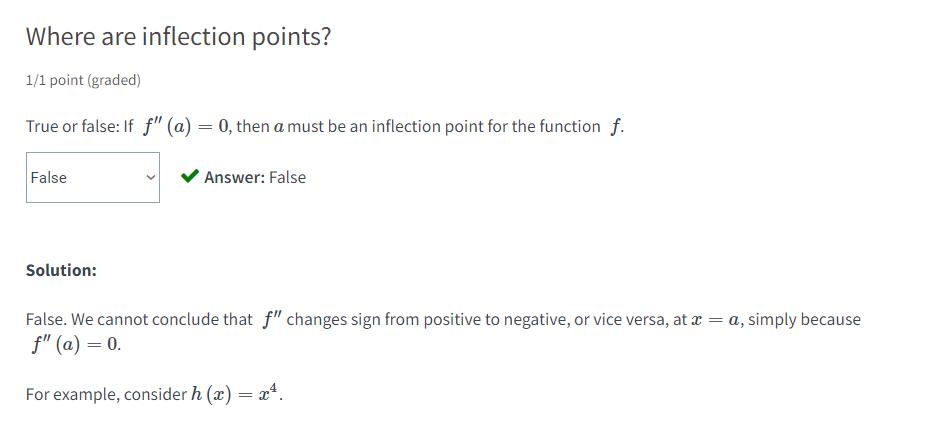 Where are inflection points?
1/1 point (graded)
True or false: If f″ (a) = 0, then a must be an inflection point for the function f.
False
✔ Answer: False
Solution:
False. We cannot conclude that f″ changes sign from positive to negative, or vice versa, at x = a, simply because
f″ (a) = 0.
For example, consider h (x) = x⁴.